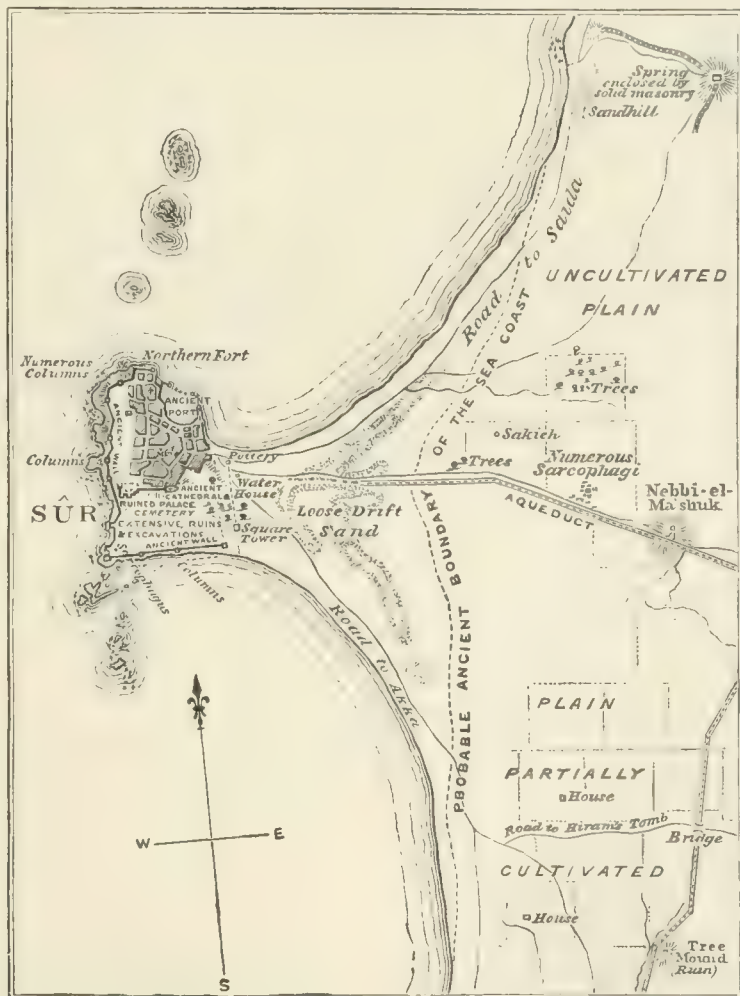 Spring
enclosed by
solid masonry
Sandhill
Road to Saida
UNCULTIVATED
PLAIN
Numerous
Columns
Northern Fort
ANCIENT
PORT
ANCIENT WALL
Trees
PROBABLE ANCIENT BOUNDARY OF THE SEA COAST
Sakieh
Columns
Pottery
Trees
Numerous
Sarcophagi
Water
House
ANCIENT
CATHEDRAL
Nebbi-el-
Ma'shuk
AQUEDUCT
SÛR
RUINED PALACE
CEMETERY
Loose Drift
Sand
EXTENSIVE RUINS
& EXCAVATIONS
Square
Tower
ANCIENT WALL
Columns
Road to Akka
PLAIN
PARTIALLY
House
W
E
Road to Hiram's Tomb
Bridge
CULTIVATED
House
Tree
Mound
(Ruin)
S